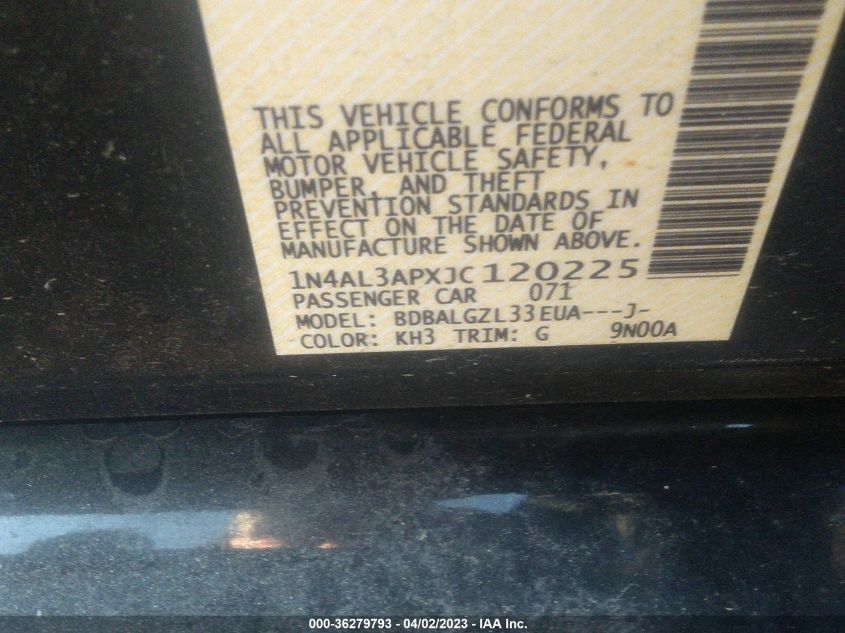 THIS VEHICLE CONFORMS TO
ALL APPLICABLE FEDERAL
MOTOR VEHICLE SAFETY,
BUMPER, AND THEFT
PREVENTION STANDARDS IN
EFFECT ON THE DATE OF
MANUFACTURE SHOWN ABOVE.
1N4AL3APXJC120225
PASSENGER CAR 071
MODEL: BDBALGZL33EUA---J-
COLOR: KH3 TRIM: G 9N00A
000-36279793 - 04/02/2023 - IAA Inc.